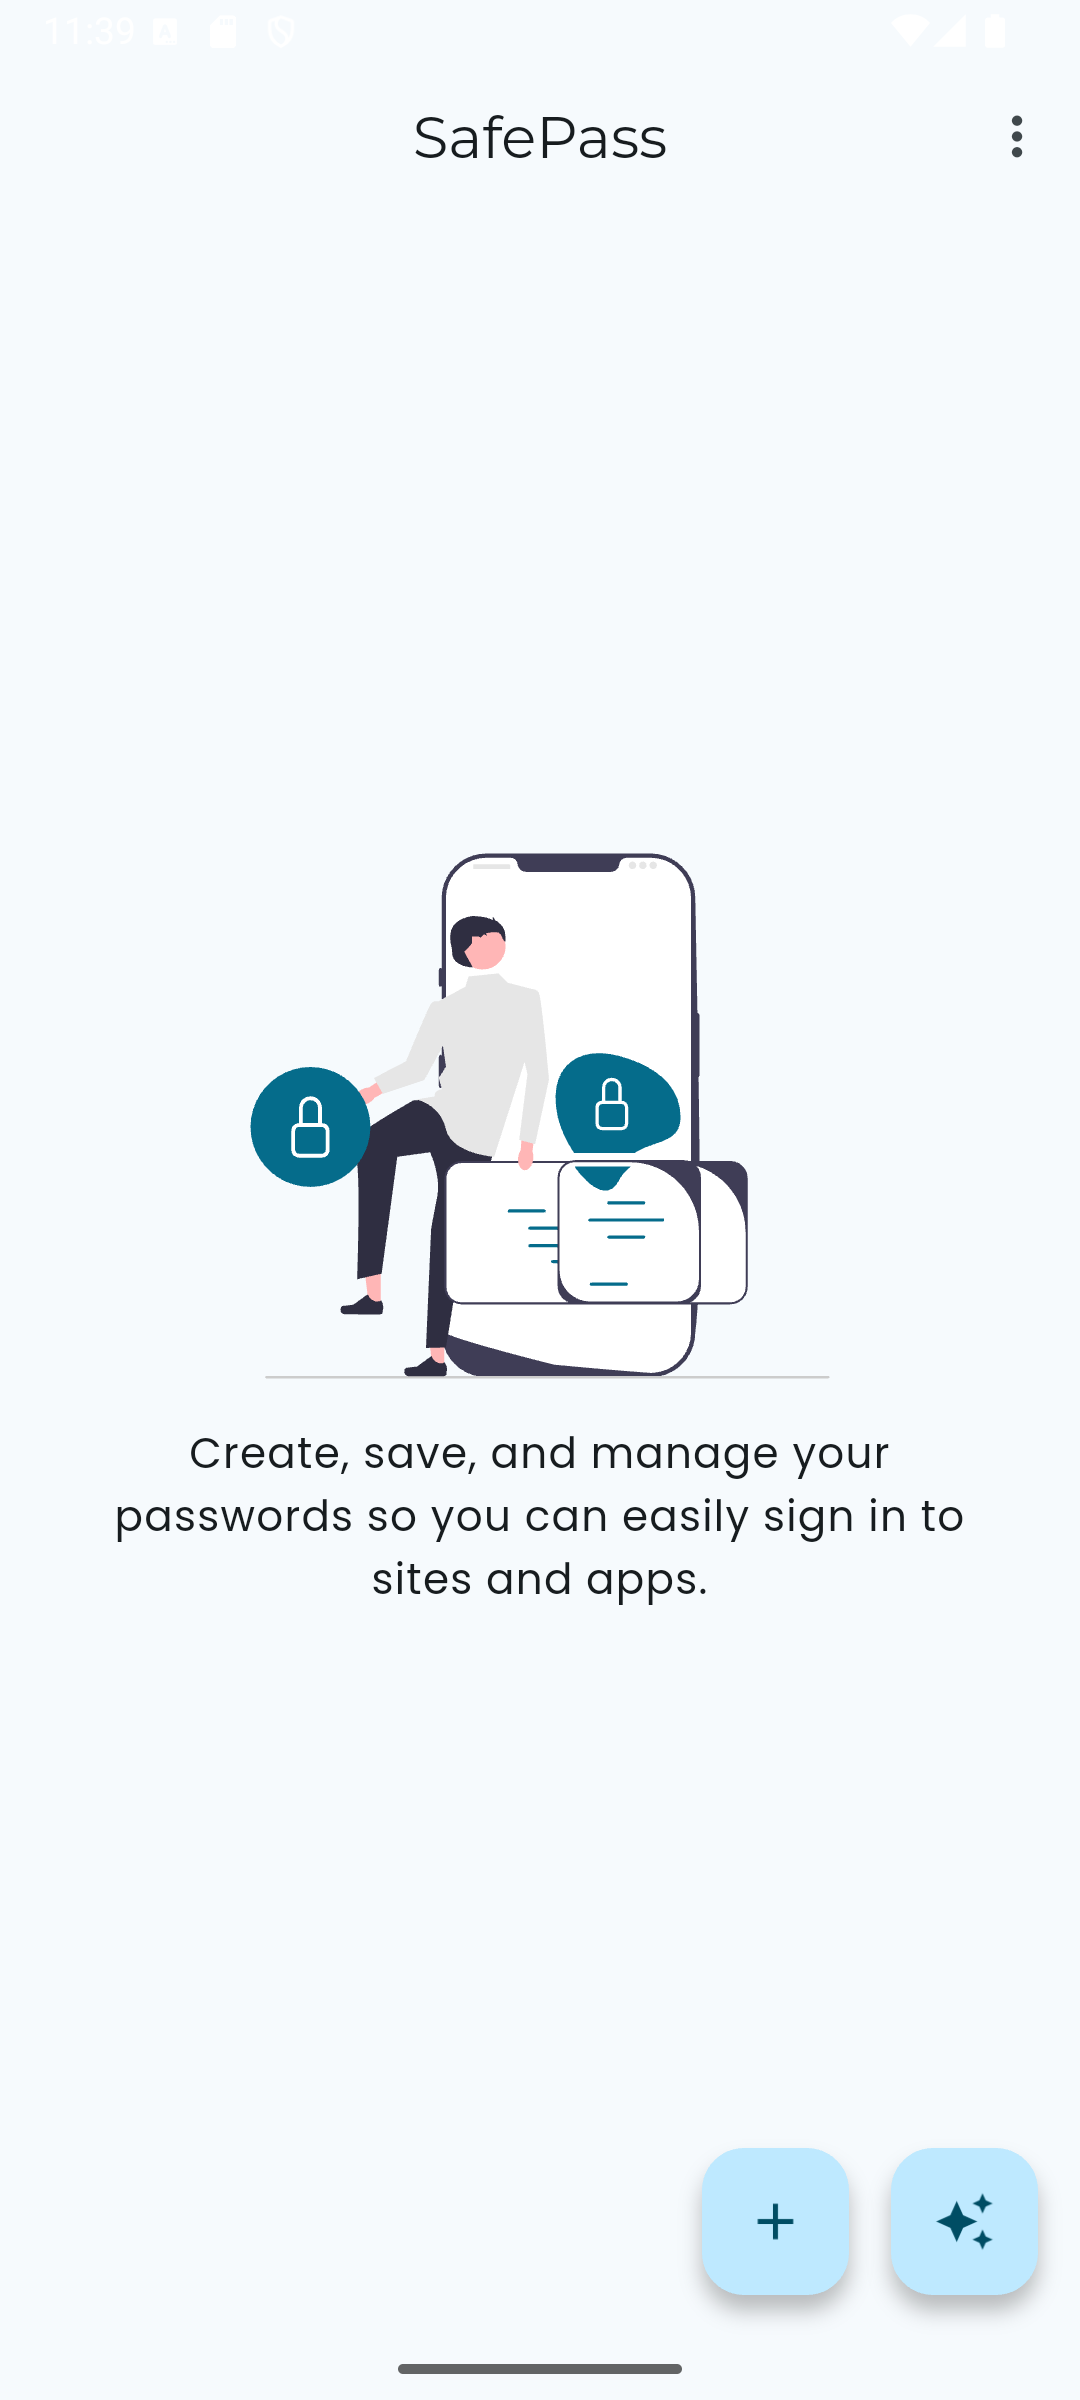 11:39
SafePass
Create, save, and manage your
passwords so you can easily sign in to
sites and apps.